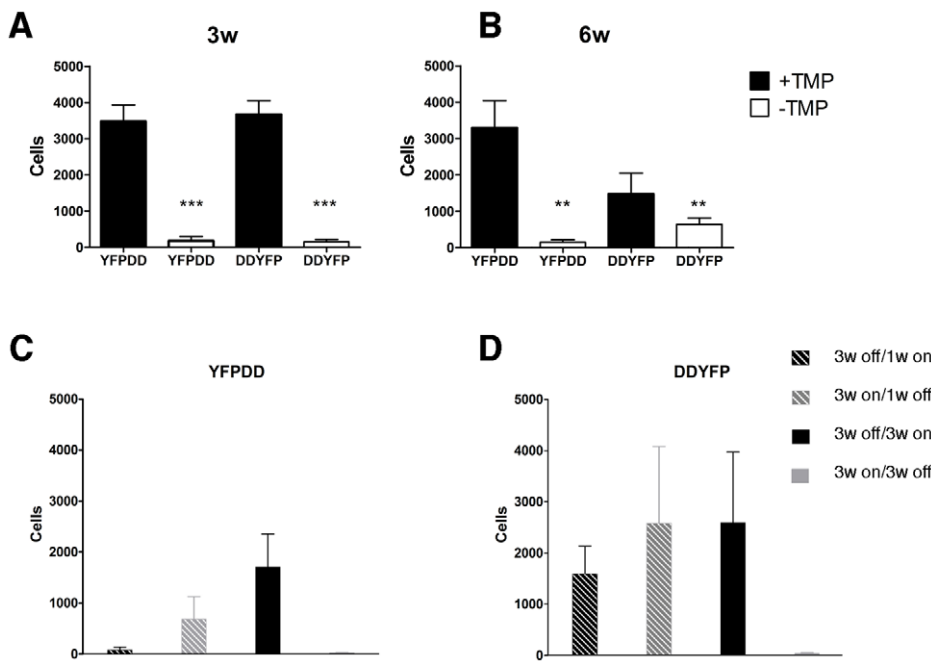 A
3w
5000
4000
3000
2000
1000
0
Cells
***
***
YFPDD
YFPDD
DDYFP
DDYFP
B
6w
5000
4000
3000
2000
1000
0
Cells
**
**
YFPDD
YFPDD
DDYFP
DDYFP
+TMP
-TMP
C
YFPDD
5000
4000
3000
2000
1000
0
Cells
D
DDYFP
5000
4000
3000
2000
1000
0
Cells
3w off/1w on
3w on/1w off
3w off/3w on
3w on/3w off